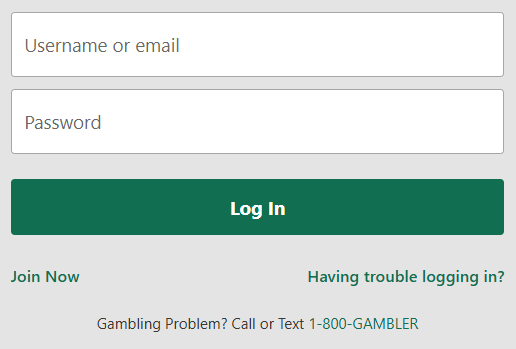 Username or email
Password
Log In
Join Now
Having trouble logging in?
Gambling Problem? Call or Text 1-800-GAMBLER